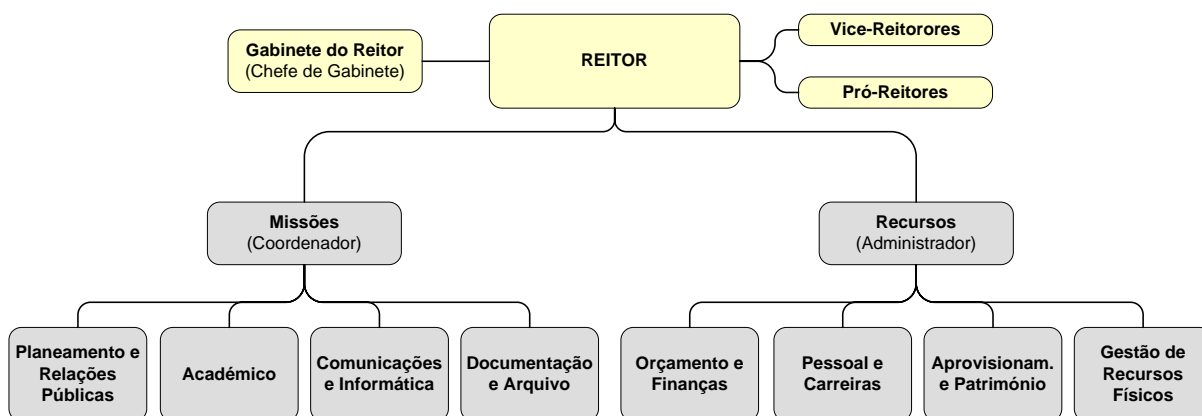 Gabinete do Reitor
(Chefe de Gabinete)
REITOR
Vice-Reitorores
Pró-Reitores
Missões
(Coordenador)
Recursos
(Administrador)
Planeamento e
Relações
Públicas
Académico
Comunicações
e Informática
Documentação
e Arquivo
Orçamento e
Finanças
Pessoal e
Carreiras
Aprovisionam.
e Património
Gestão de
Recursos
Físicos